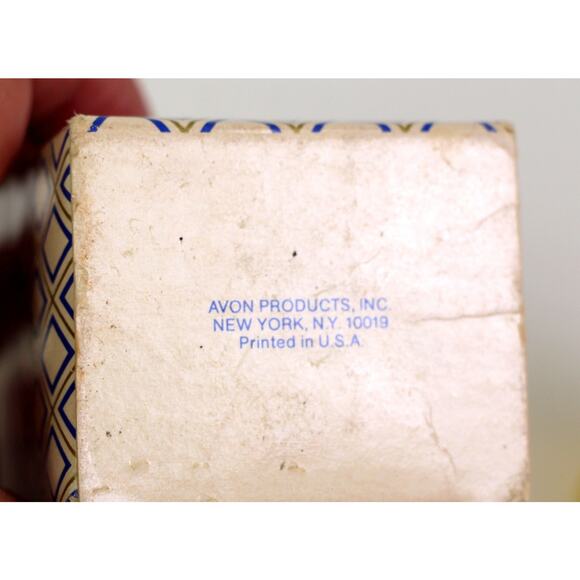 AVON PRODUCTS, INC.
NEW YORK, N.Y. 10019
Printed in U.S.A.